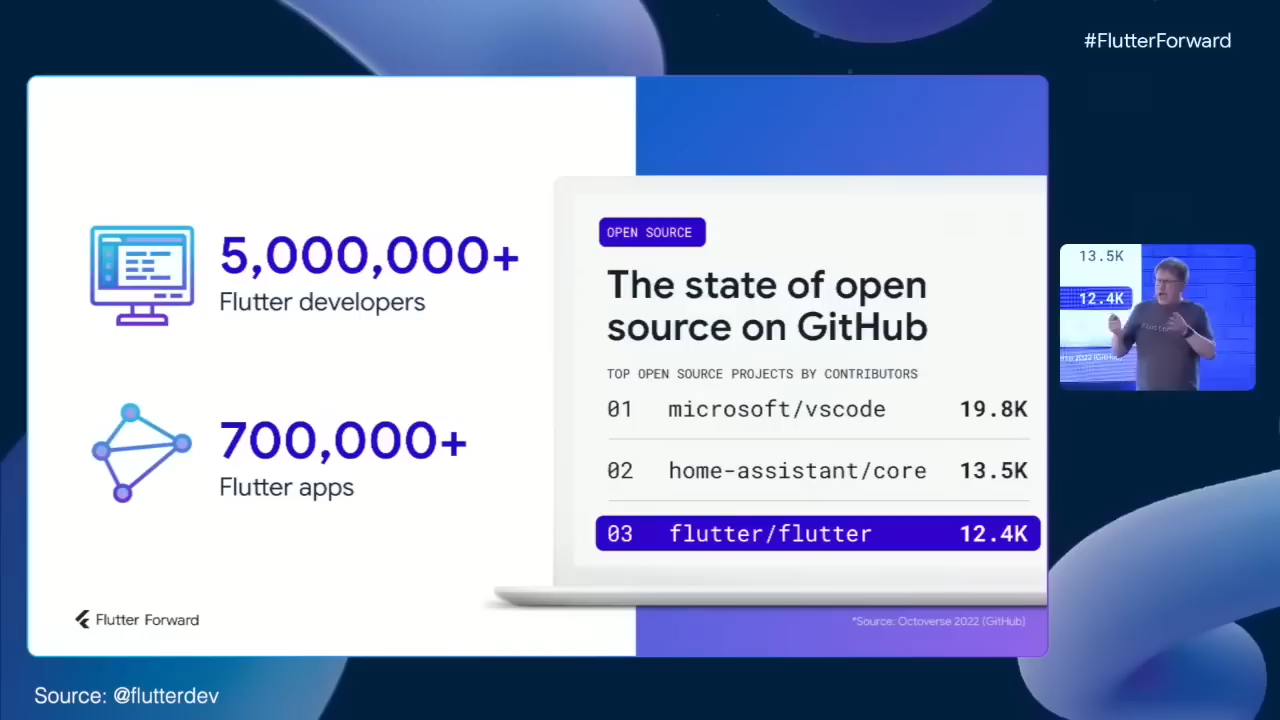 #FlutterForward
5,000,000+
Flutter developers
700,000+
Flutter apps
Flutter Forward
OPEN SOURCE
The state of open
source on GitHub
TOP OPEN SOURCE PROJECTS BY CONTRIBUTORS
01 microsoft/vscode 19.8K
02 home-assistant/core 13.5K
03 flutter/flutter 12.4K
*Source: Octoverse 2022 (GitHub)
13.5K
12.4K
2022 (GitHub)
Source: @flutterdev